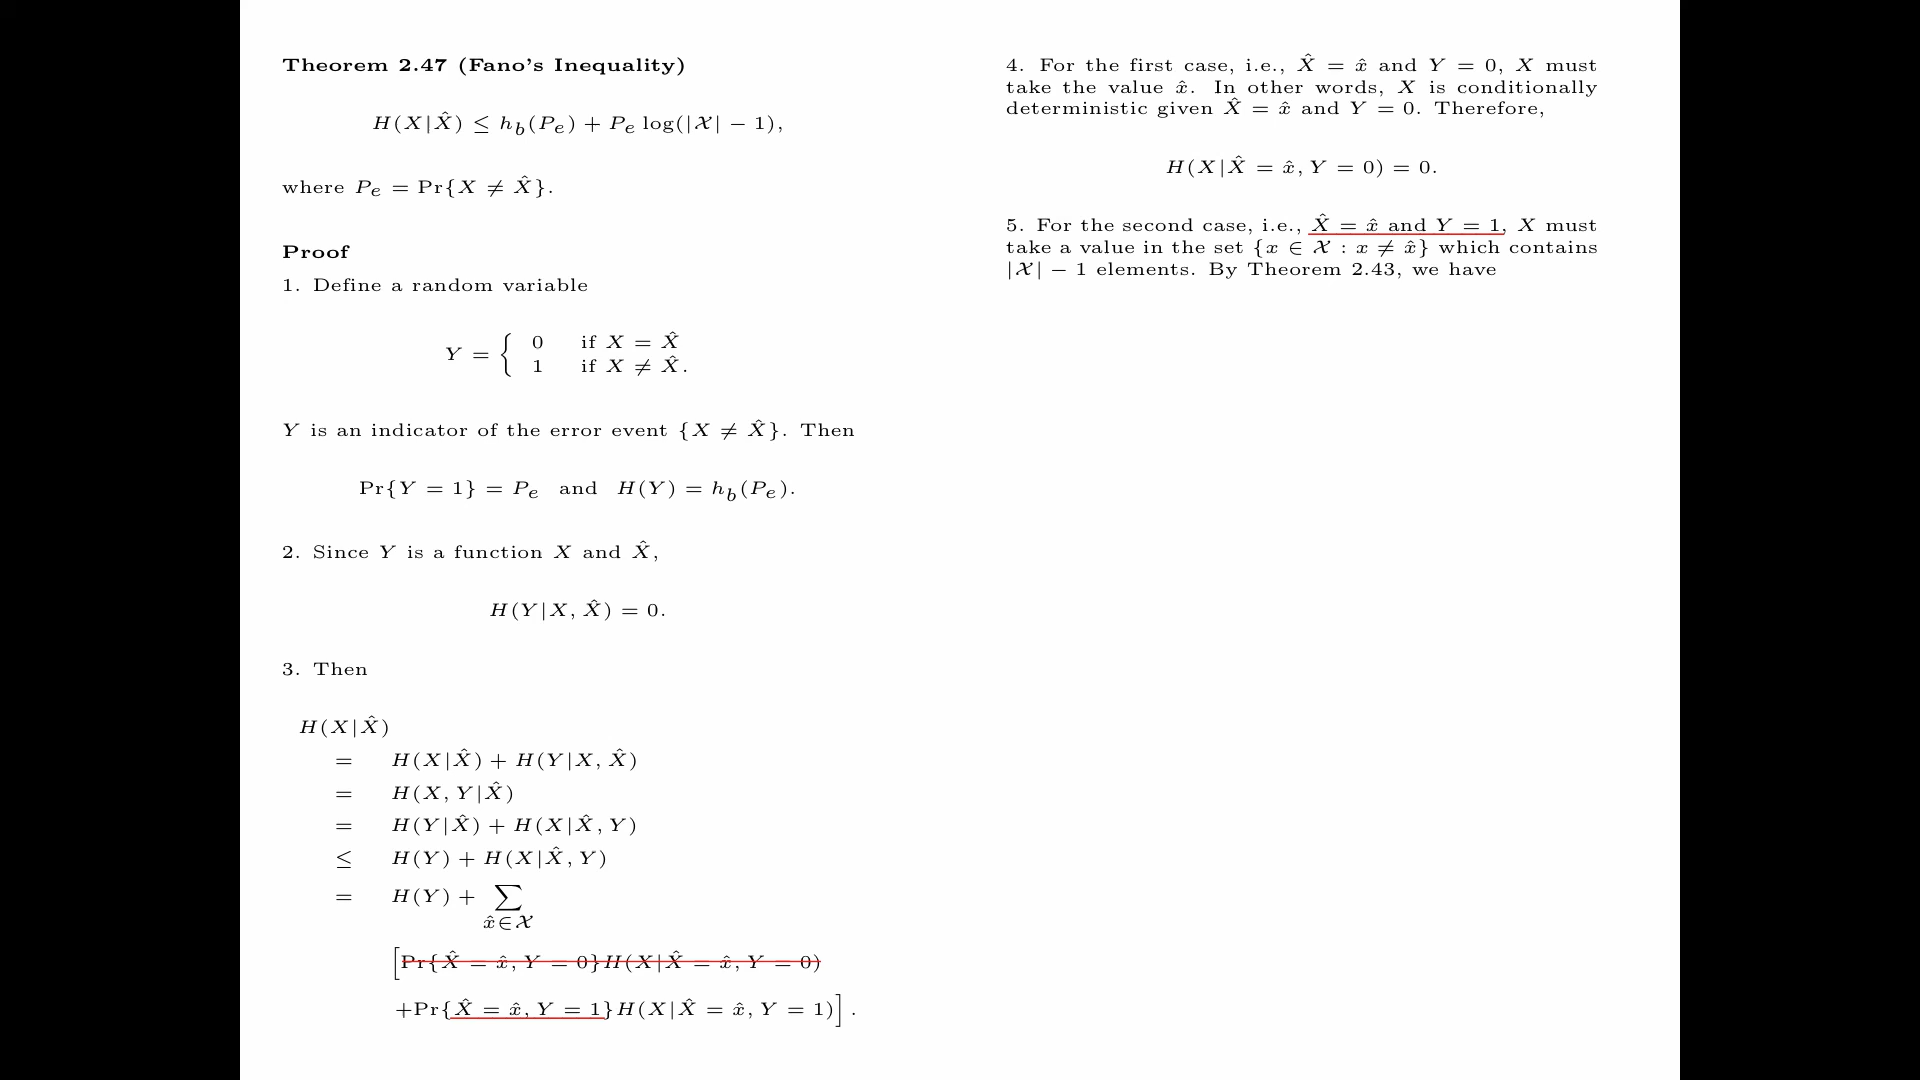 Theorem 2.47 (Fano's Inequality)
H(X|X̂) ≤ h_b(P_e) + P_e log(|𝒳| − 1),
where P_e = Pr{X ≠ X̂}.
Proof
1. Define a random variable
Y = { 0 if X = X̂
1 if X ≠ X̂.
Y is an indicator of the error event {X ≠ X̂}. Then
Pr{Y = 1} = P_e and H(Y) = h_b(P_e).
2. Since Y is a function X and X̂,
H(Y|X, X̂) = 0.
3. Then
H(X|X̂)
= H(X|X̂) + H(Y|X, X̂)
= H(X, Y|X̂)
= H(Y|X̂) + H(X|X̂, Y)
≤ H(Y) + H(X|X̂, Y)
= H(Y) + ∑
x̂∈𝒳
[Pr{X̂ = x̂, Y = 0}H(X|X̂ = x̂, Y = 0)
+Pr{X̂ = x̂, Y = 1}H(X|X̂ = x̂, Y = 1)].
4. For the first case, i.e., X̂ = x̂ and Y = 0, X must
take the value x̂. In other words, X is conditionally
deterministic given X̂ = x̂ and Y = 0. Therefore,
H(X|X̂ = x̂, Y = 0) = 0.
5. For the second case, i.e., X̂ = x̂ and Y = 1, X must
take a value in the set {x ∈ 𝒳 : x ≠ x̂} which contains
|𝒳| − 1 elements. By Theorem 2.43, we have